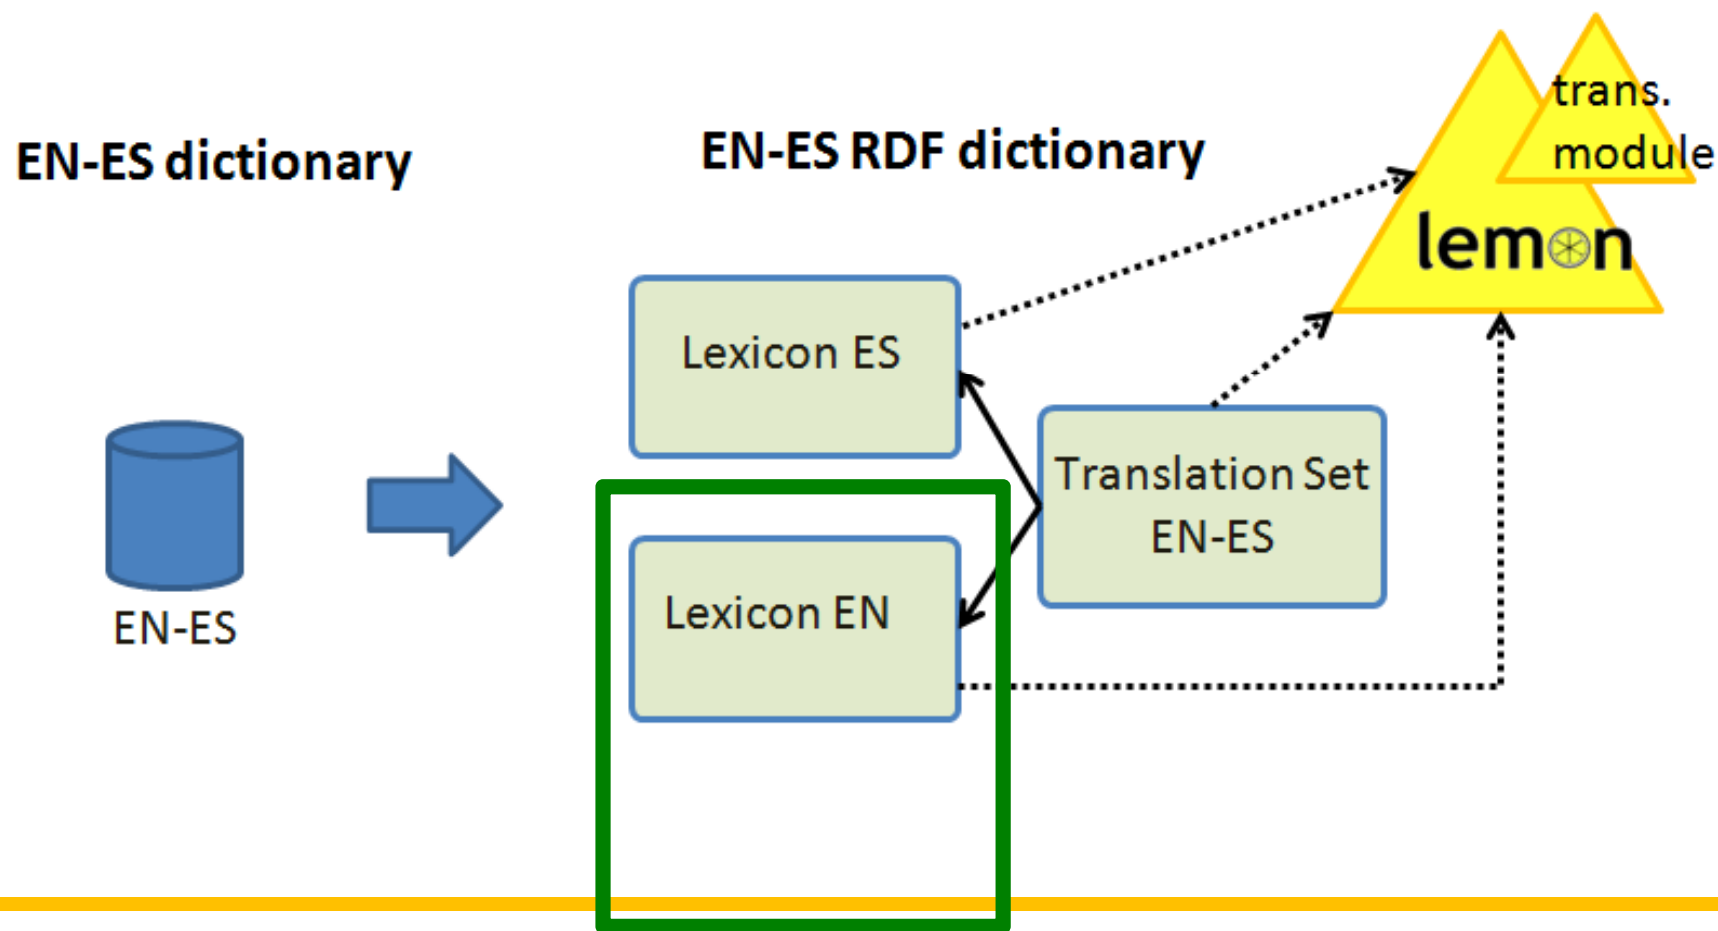 trans.
module
EN-ES dictionary
EN-ES RDF dictionary
lemon
Lexicon ES
Translation Set
EN-ES
Lexicon EN
EN-ES